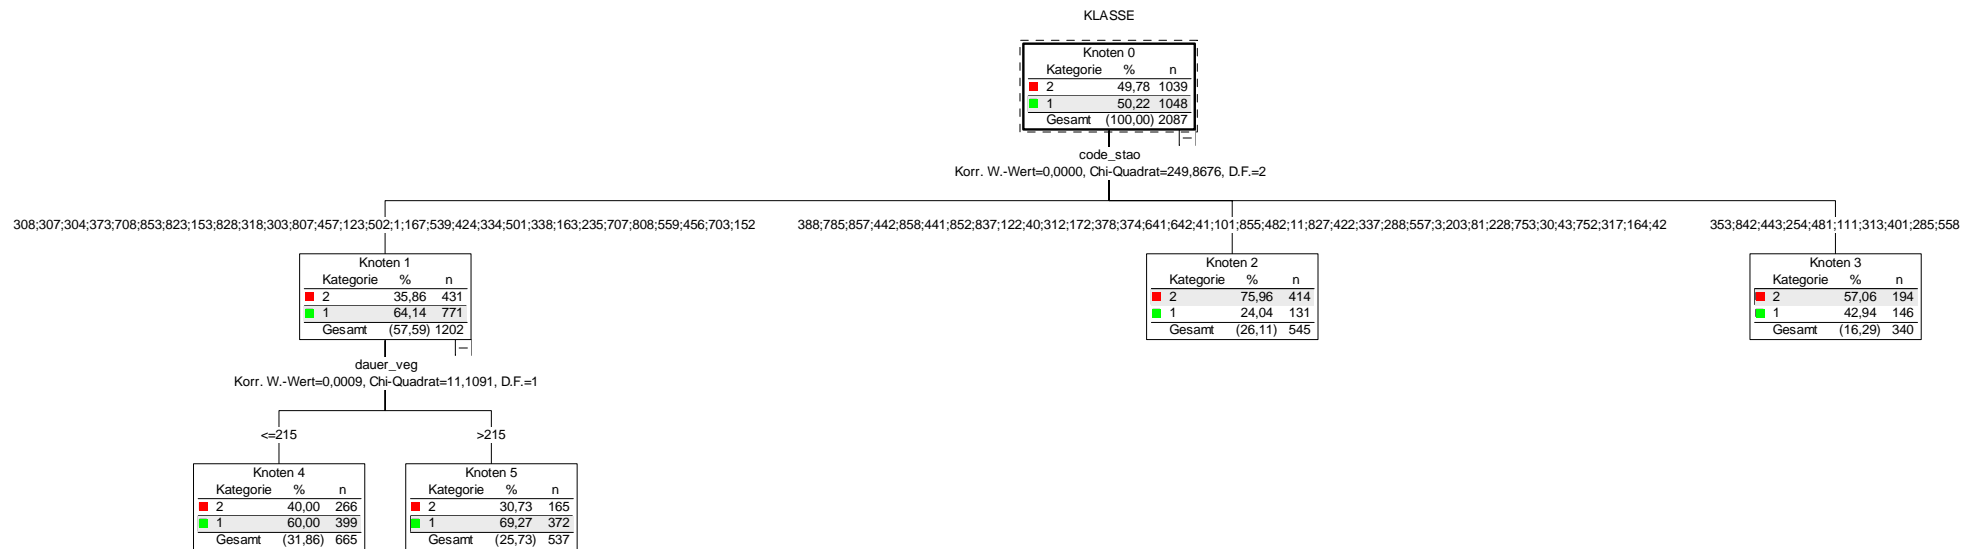 KLASSE
Knoten 0
Kategorie % n
2 49,78 1039
1 50,22 1048
Gesamt (100,00) 2087
code_stao
Korr. W.-Wert=0,0000, Chi-Quadrat=249,8676, D.F.=2
308;307;304;373;708;853;823;153;828;318;303;807;457;123;502;1;167;539;424;334;501;338;163;235;707;808;559;456;703;152
388;785;857;442;858;441;852;837;122;40;312;172;378;374;641;642;41;101;855;482;11;827;422;337;288;557;3;203;81;228;753;30;43;752;317;164;42
353;842;443;254;481;111;313;401;285;558
Knoten 1
Kategorie % n
2 35,86 431
1 64,14 771
Gesamt (57,59) 1202
Knoten 2
Kategorie % n
2 75,96 414
1 24,04 131
Gesamt (26,11) 545
Knoten 3
Kategorie % n
2 57,06 194
1 42,94 146
Gesamt (16,29) 340
dauer_veg
Korr. W.-Wert=0,0009, Chi-Quadrat=11,1091, D.F.=1
<=215
>215
Knoten 4
Kategorie % n
2 40,00 266
1 60,00 399
Gesamt (31,86) 665
Knoten 5
Kategorie % n
2 30,73 165
1 69,27 372
Gesamt (25,73) 537